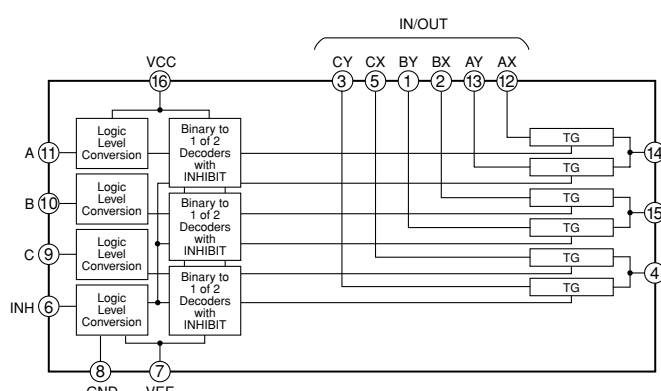 IN/OUT
VCC
CY
CX
BY
BX
AY
AX
16
3
5
1
2
13
12
Logic
Level
Conversion
Binary to
1 of 2
Decoders
with
INHIBIT
TG
A
11
14
TG
B
10
Logic
Level
Conversion
Binary to
1 of 2
Decoders
with
INHIBIT
TG
15
TG
C
9
Logic
Level
Conversion
TG
4
Binary to
1 of 2
Decoders
with
INHIBIT
TG
INH
6
Logic
Level
Conversion
8
7
GND
VEE